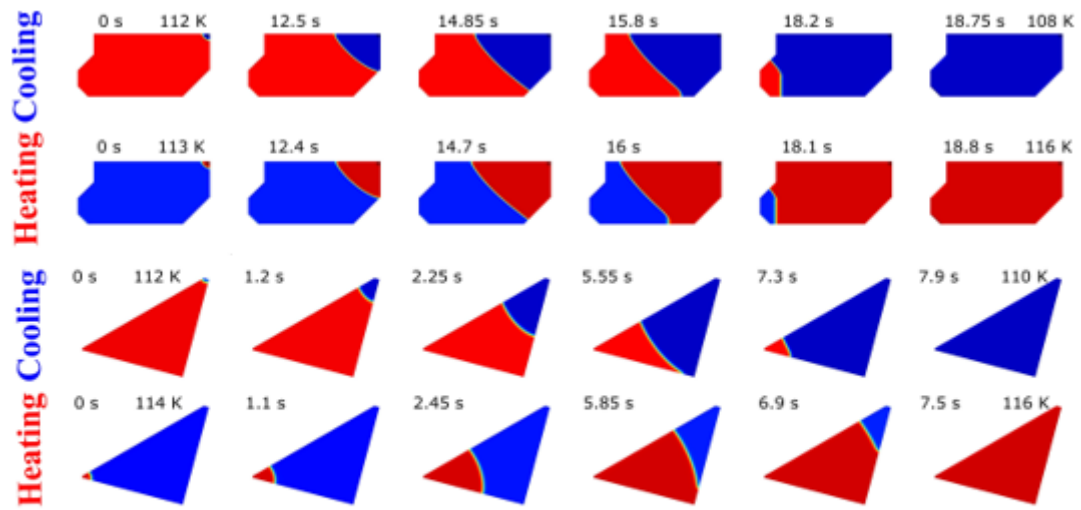 Cooling
0 s 112 K 12.5 s 14.85 s 15.8 s 18.2 s 18.75 s 108 K
Heating
0 s 113 K 12.4 s 14.7 s 16 s 18.1 s 18.8 s 116 K
Cooling
0 s 112 K 1.2 s 2.25 s 5.55 s 7.3 s 7.9 s 110 K
Heating
0 s 114 K 1.1 s 2.45 s 5.85 s 6.9 s 7.5 s 116 K